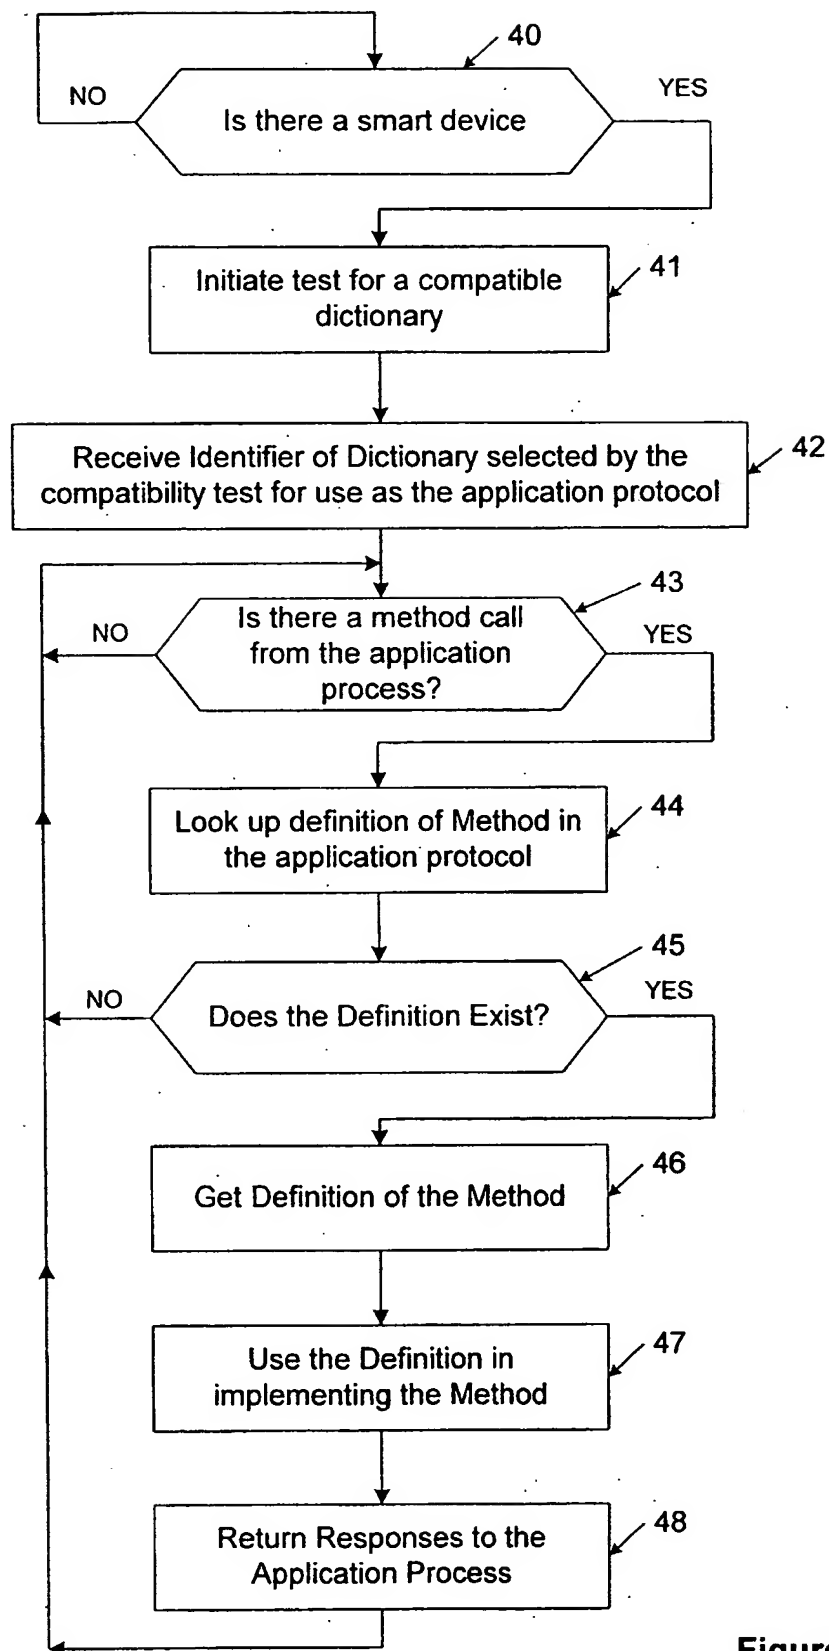 40
NO
YES
Is there a smart device
Initiate test for a compatible
dictionary
41
Receive Identifier of Dictionary selected by the
compatibility test for use as the application protocol
42
43
NO
YES
Is there a method call
from the application
process?
Look up definition of Method in
the application protocol
44
45
NO
YES
Does the Definition Exist?
Get Definition of the Method
46
Use the Definition in
implementing the Method
47
Return Responses to the
Application Process
48
Figure